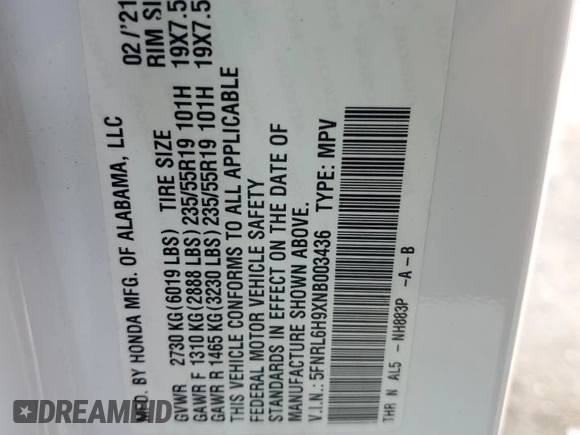 MFD. BY HONDA MFG. OF ALABAMA, LLC 02/'21
GVWR 2730 KG (6019 LBS) TIRE SIZE RIM SI
GAWR F 1310 KG (2888 LBS) 235/55R19 101H 19X7.5
GAWR R 1465 KG (3230 LBS) 235/55R19 101H 19X7.5
THIS VEHICLE CONFORMS TO ALL APPLICABLE
FEDERAL MOTOR VEHICLE SAFETY
STANDARDS IN EFFECT ON THE DATE OF
MANUFACTURE SHOWN ABOVE.
V.I.N.: 5FNRL6H9XNB003436 TYPE: MPV
THR N AL5 - NH883P -A-B
DREAMBID